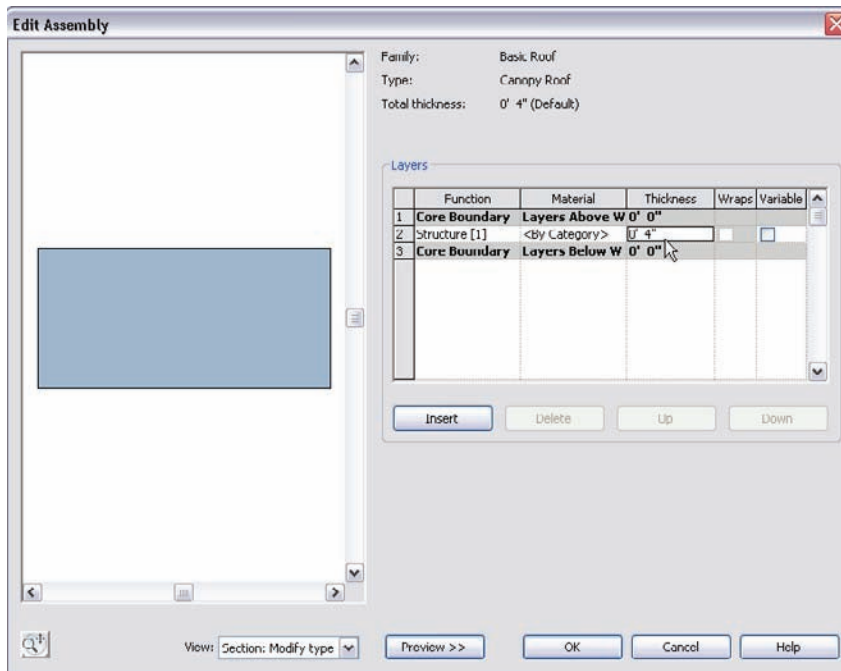 Edit Assembly
Family: Basic Roof
Type: Canopy Roof
Total thickness: 0' 4" (Default)
Layers
Function Material Thickness Wraps Variable
1 Core Boundary Layers Above W 0' 0"
2 Structure [1] <By Category> 0' 4"
3 Core Boundary Layers Below W 0' 0"
Insert Delete Up Down
View: Section: Modify type Preview >> OK Cancel Help